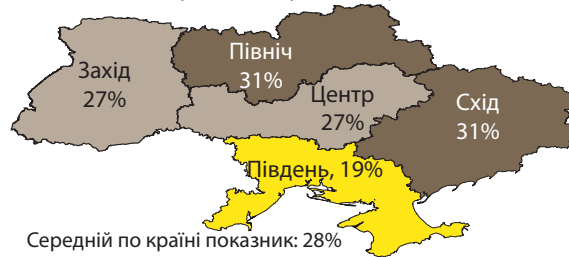 Північ
31%
Захід
27%
Центр
27%
Схід
31%
Південь, 19%
Середній по країні показник: 28%